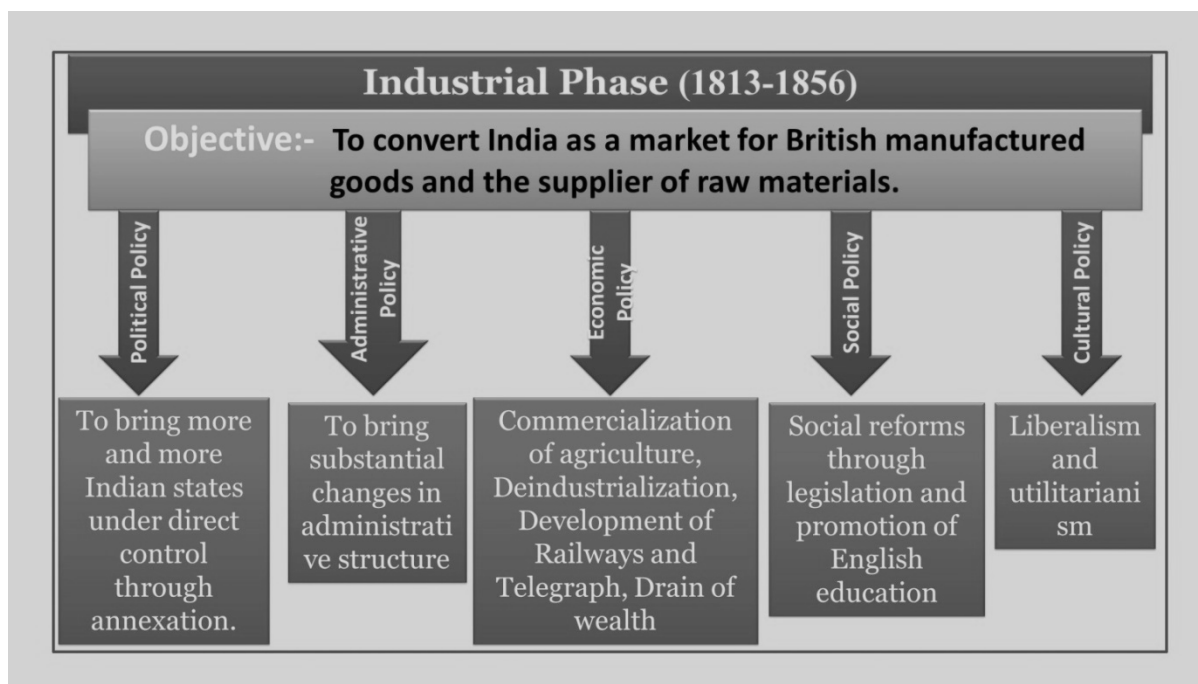 Industrial Phase (1813-1856)
Objective:- To convert India as a market for British manufactured
goods and the supplier of raw materials.
Political Policy
Administrative
Policy
Economic
Policy
Social Policy
Cultural Policy
To bring more
and more
Indian states
under direct
control
through
annexation.
To bring
substantial
changes in
administrati
ve structure
Commercialization
of agriculture,
Deindustrialization,
Development of
Railways and
Telegraph, Drain of
wealth
Social reforms
through
legislation and
promotion of
English
education
Liberalism
and
utilitariani
sm